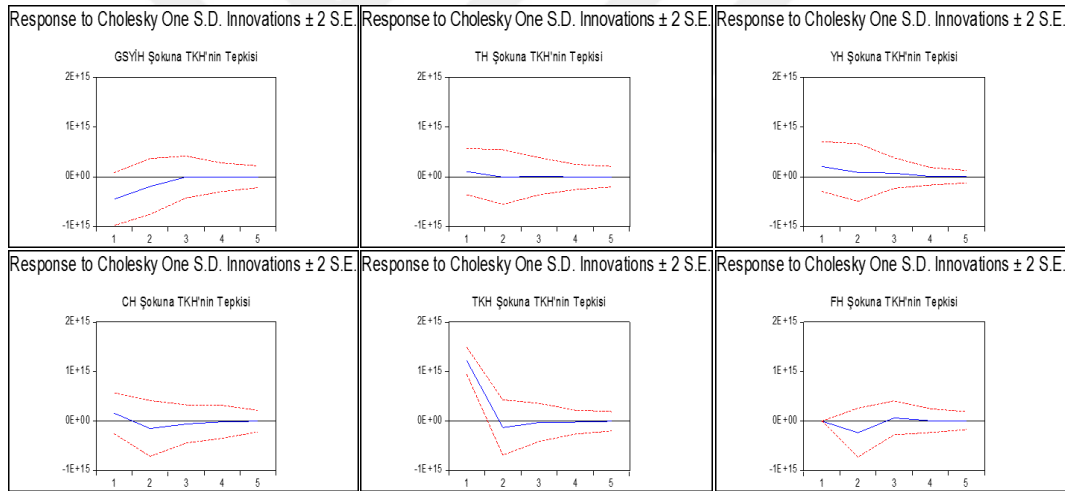 Response to Cholesky One S.D. Innovations ± 2 S.E.
GSYİH Şokuna TKH'nin Tepkisi
2E+15
1E+15
0E+00
-1E+15
1 2 3 4 5
Response to Cholesky One S.D. Innovations ± 2 S.E.
TH Şokuna TKH'nin Tepkisi
2E+15
1E+15
0E+00
-1E+15
1 2 3 4 5
Response to Cholesky One S.D. Innovations ± 2 S.E.
YH Şokuna TKH'nin Tepkisi
2E+15
1E+15
0E+00
-1E+15
1 2 3 4 5
Response to Cholesky One S.D. Innovations ± 2 S.E.
CH Şokuna TKH'nin Tepkisi
2E+15
1E+15
0E+00
-1E+15
1 2 3 4 5
Response to Cholesky One S.D. Innovations ± 2 S.E.
TKH Şokuna TKH'nin Tepkisi
2E+15
1E+15
0E+00
-1E+15
1 2 3 4 5
Response to Cholesky One S.D. Innovations ± 2 S.E.
FH Şokuna TKH'nin Tepkisi
2E+15
1E+15
0E+00
-1E+15
1 2 3 4 5